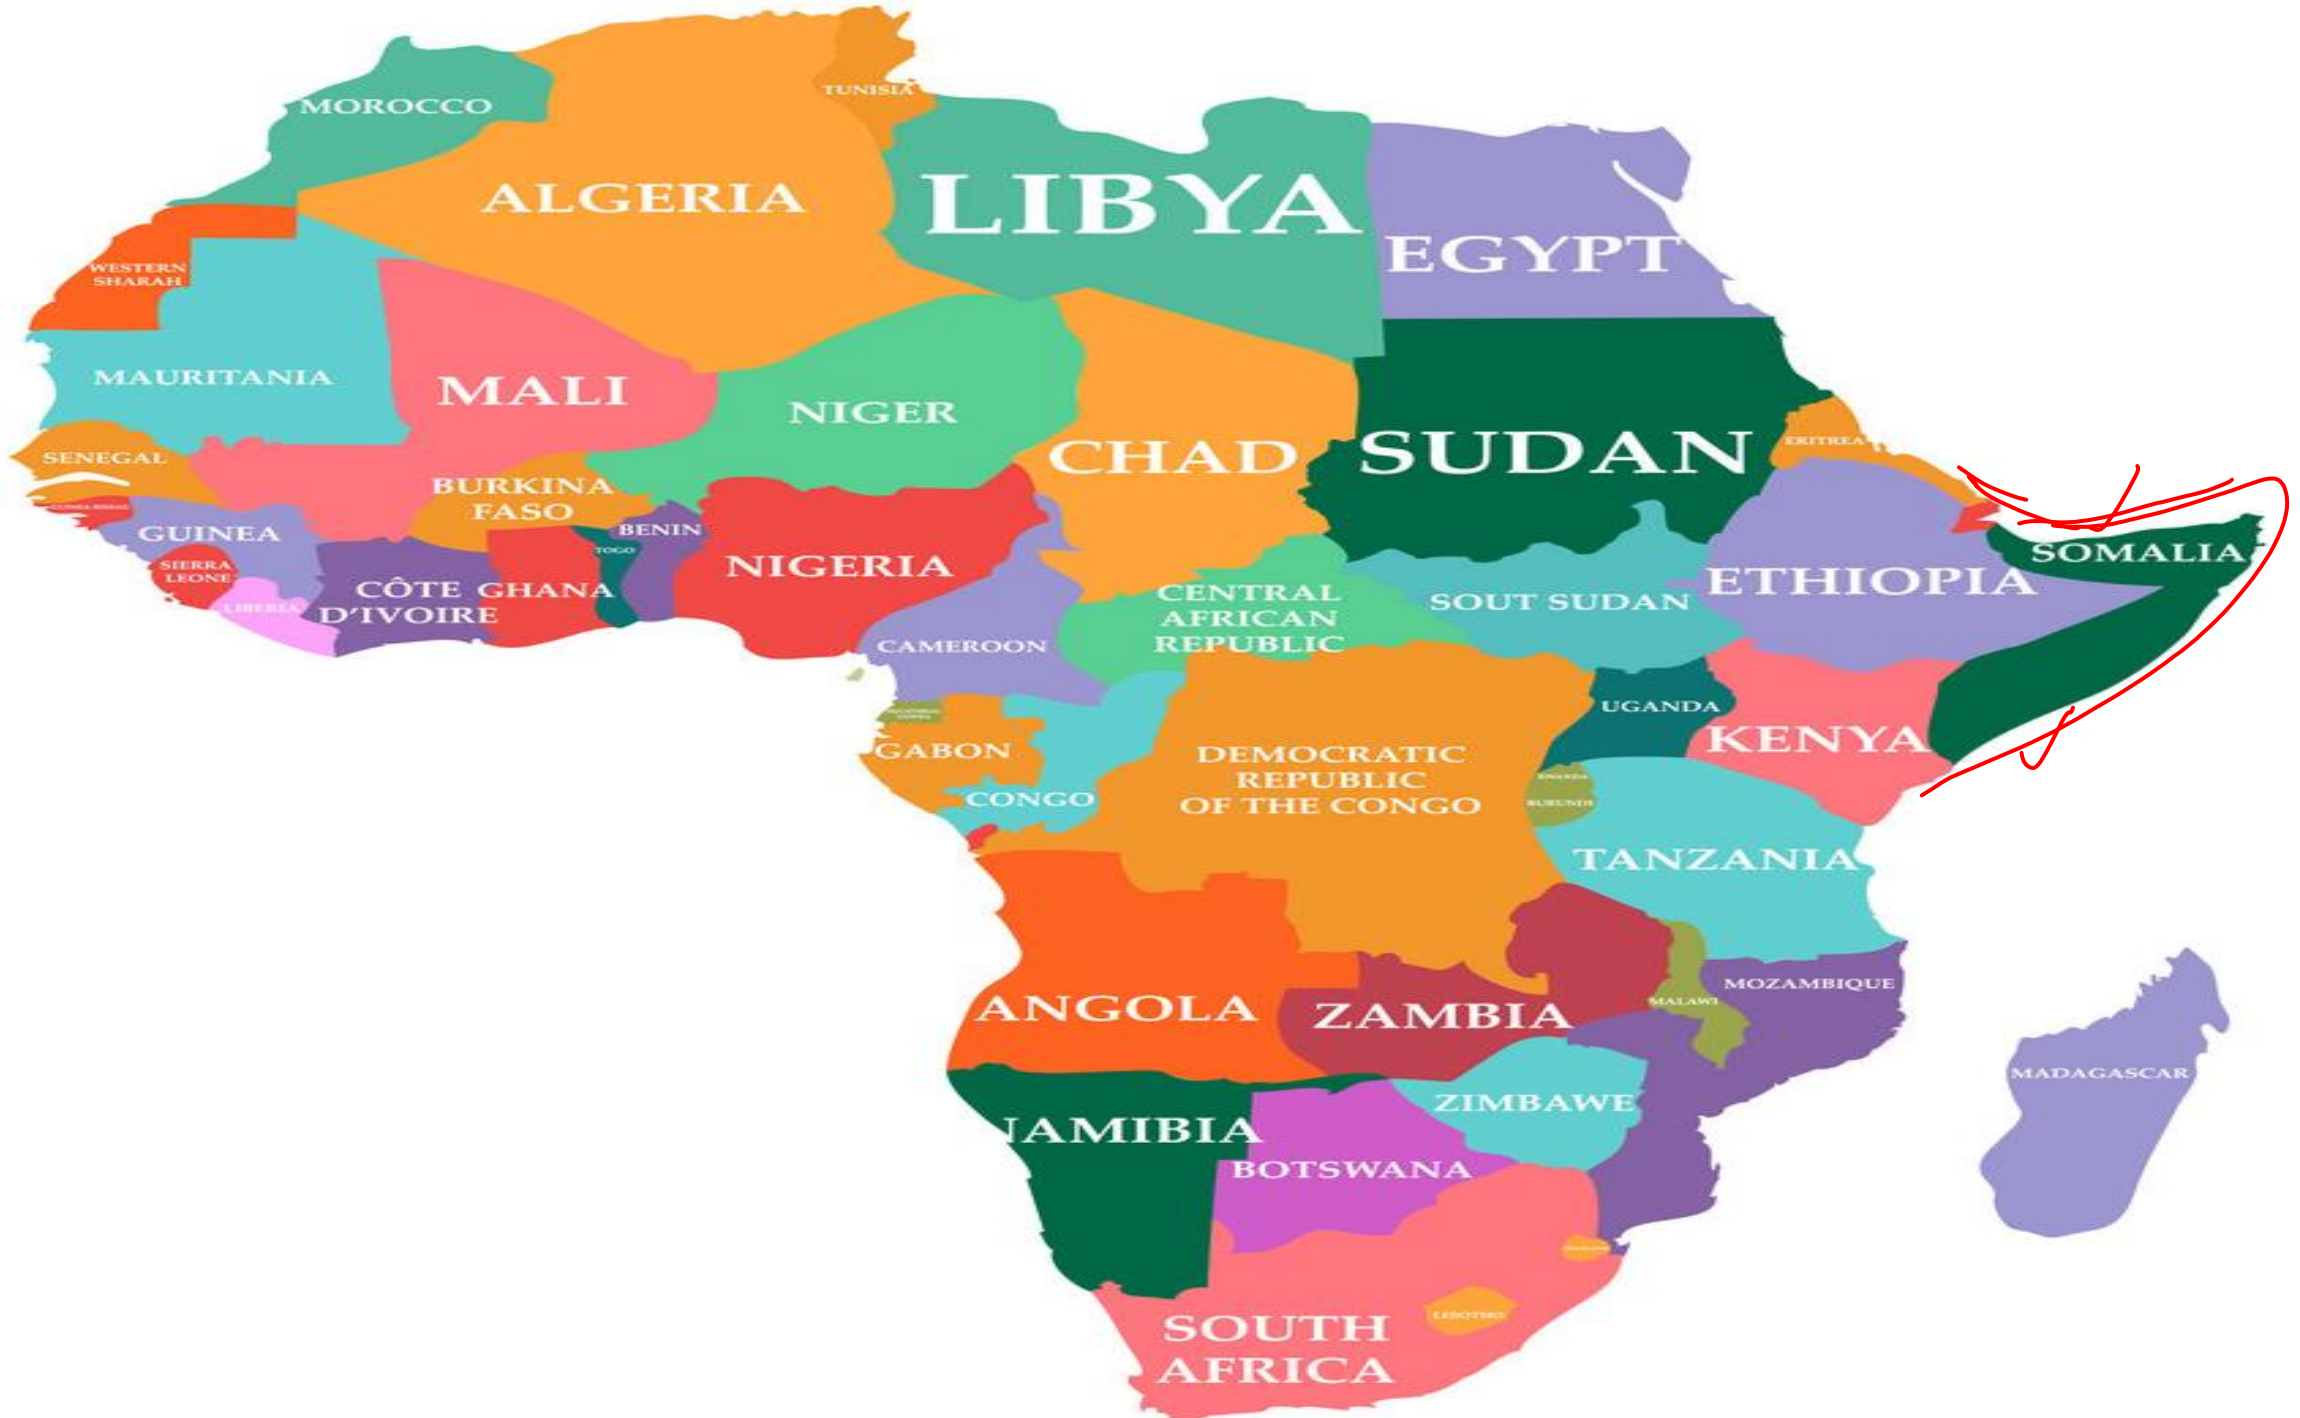 TUNISIA
MOROCCO
ALGERIA
LIBYA
EGYPT
WESTERN
SHARAH
MAURITANIA
MALI
NIGER
CHAD
SUDAN
ERITREA
SENEGAL
BURKINA
FASO
GUINEA
BENIN
TOGO
NIGERIA
SIERRA
LEONE
LIBERIA
CÔTE
D'IVOIRE
GHANA
CENTRAL
AFRICAN
REPUBLIC
SOUT SUDAN
ETHIOPIA
SOMALIA
CAMEROON
UGANDA
KENYA
GABON
CONGO
DEMOCRATIC
REPUBLIC
OF THE CONGO
RWANDA
BURUNDI
TANZANIA
ANGOLA
ZAMBIA
MALAWI
MOZAMBIQUE
MADAGASCAR
NAMIBIA
ZIMBAWE
BOTSWANA
SOUTH
AFRICA